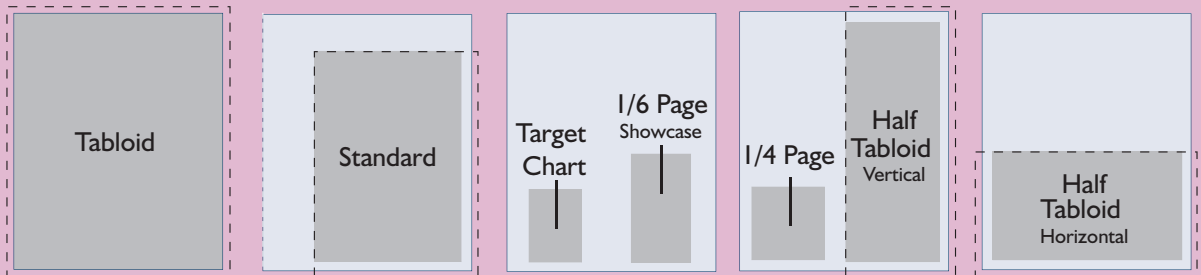 Tabloid
Standard
Target
Chart
1/6 Page
Showcase
1/4 Page
Half
Tabloid
Vertical
Half
Tabloid
Horizontal